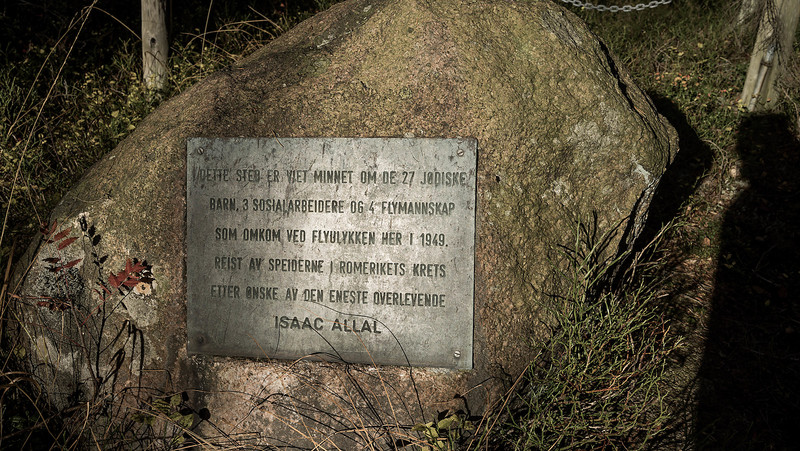 DETTE STED ER VIET MINNET OM DE 27 JØDISKE
BARN, 3 SOSIALARBEIDERE OG 4 FLYMANNSKAP
SOM OMKOM VED FLYULYKKEN HER I 1949.
REIST AV SPEIDERNE I ROMERIKETS KRETS
ETTER ØNSKE AV DEN ENESTE OVERLEVENDE
ISAAC ALLAL